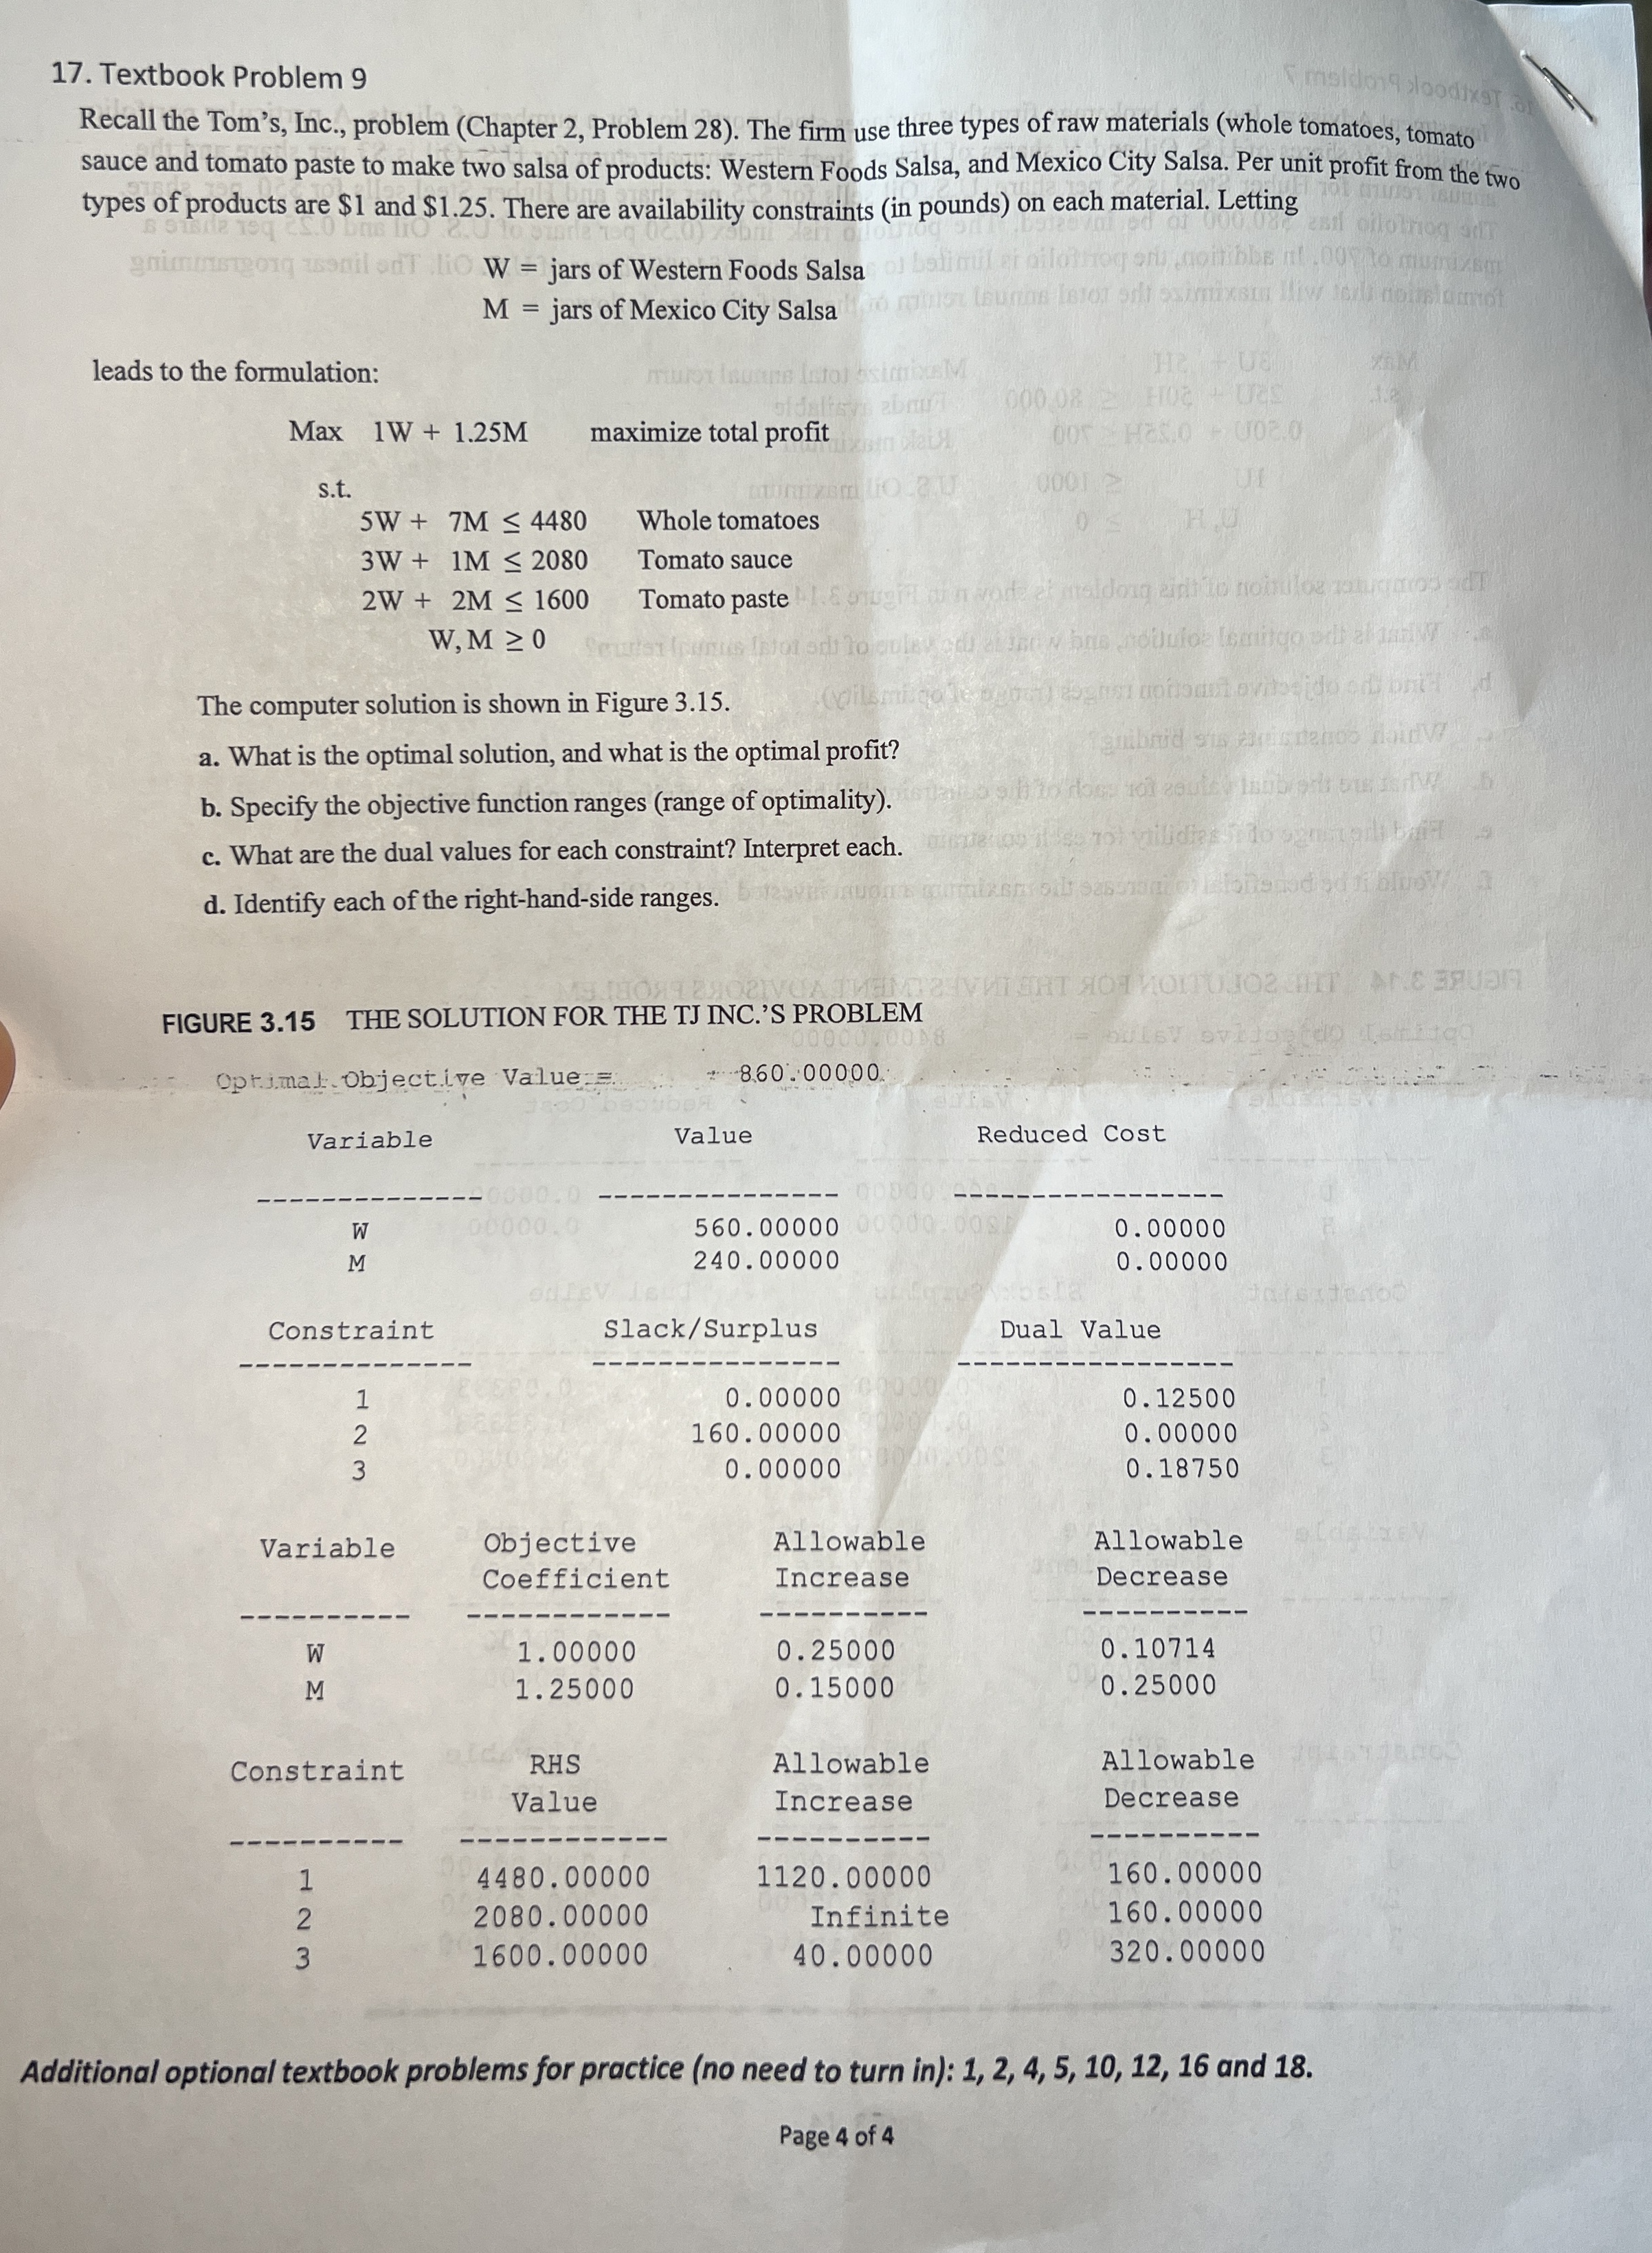 17. Textbook Problem 9
Recall the Tom's, Inc., problem (Chapter 2, Problem 28). The firm use three types of raw materials (whole tomatoes, tomato
sauce and tomato paste to make two salsa of products: Western Foods Salsa, and Mexico City Salsa. Per unit profit from the two
types of products are $1 and $1.25. There are availability constraints (in pounds) on each material. Letting
W = jars of Western Foods Salsa
M = jars of Mexico City Salsa
leads to the formulation:
Max 1W + 1.25M maximize total profit
s.t.
5W + 7M ≤ 4480 Whole tomatoes
3W + 1M ≤ 2080 Tomato sauce
2W + 2M ≤ 1600 Tomato paste
W, M ≥ 0
The computer solution is shown in Figure 3.15.
a. What is the optimal solution, and what is the optimal profit?
b. Specify the objective function ranges (range of optimality).
c. What are the dual values for each constraint? Interpret each.
d. Identify each of the right-hand-side ranges.
FIGURE 3.15 THE SOLUTION FOR THE TJ INC.'S PROBLEM
Optimal Objective Value = 860.00000
Variable Value Reduced Cost
-------------- --------------- -----------------
W 560.00000 0.00000
M 240.00000 0.00000
Constraint Slack/Surplus Dual Value
-------------- --------------- -----------------
1 0.00000 0.12500
2 160.00000 0.00000
3 0.00000 0.18750
Variable Objective Allowable Allowable
Coefficient Increase Decrease
---------- ------------ ---------- ----------
W 1.00000 0.25000 0.10714
M 1.25000 0.15000 0.25000
Constraint RHS Allowable Allowable
Value Increase Decrease
---------- ------------ ---------- ----------
1 4480.00000 1120.00000 160.00000
2 2080.00000 Infinite 160.00000
3 1600.00000 40.00000 320.00000
Additional optional textbook problems for practice (no need to turn in): 1, 2, 4, 5, 10, 12, 16 and 18.
Page 4 of 4